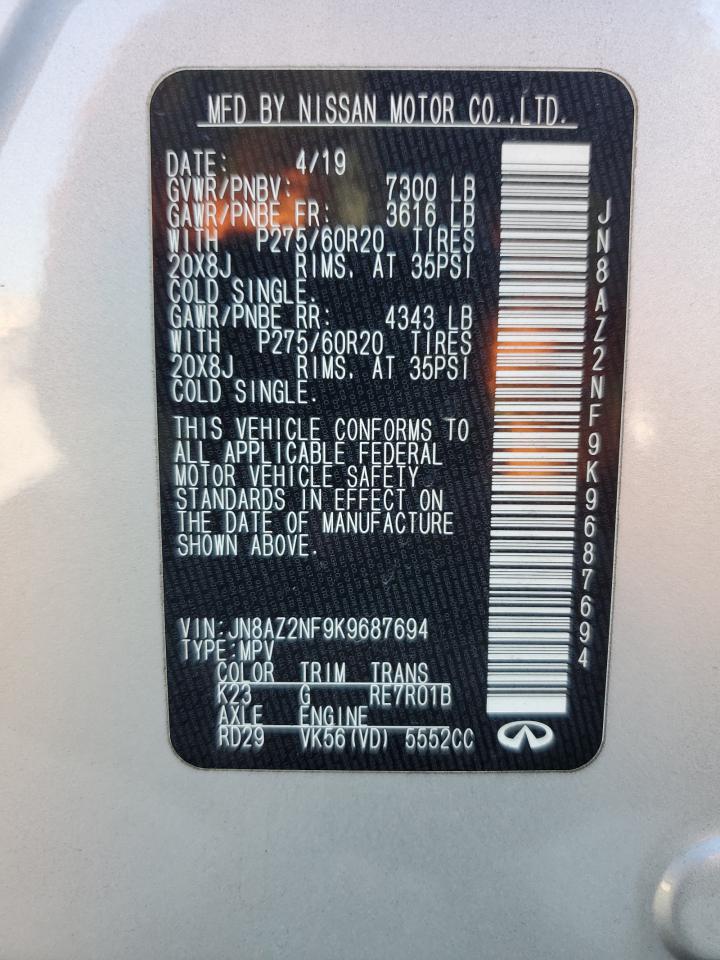 MFD BY NISSAN MOTOR CO.,LTD.
DATE: 4/19
GVWR/PNBV: 7300 LB
GAWR/PNBE FR: 3616 LB
WITH P275/60R20 TIRES
20X8J RIMS, AT 35PSI
COLD SINGLE.
GAWR/PNBE RR: 4343 LB
WITH P275/60R20 TIRES
20X8J RIMS, AT 35PSI
COLD SINGLE.
THIS VEHICLE CONFORMS TO
ALL APPLICABLE FEDERAL
MOTOR VEHICLE SAFETY
STANDARDS IN EFFECT ON
THE DATE OF MANUFACTURE
SHOWN ABOVE.
VIN:JN8AZ2NF9K9687694
TYPE:MPV
COLOR TRIM TRANS
K23 G RE7R01B
AXLE ENGINE
RD29 VK56(VD) 5552CC
JN8AZ2NF9K9687694